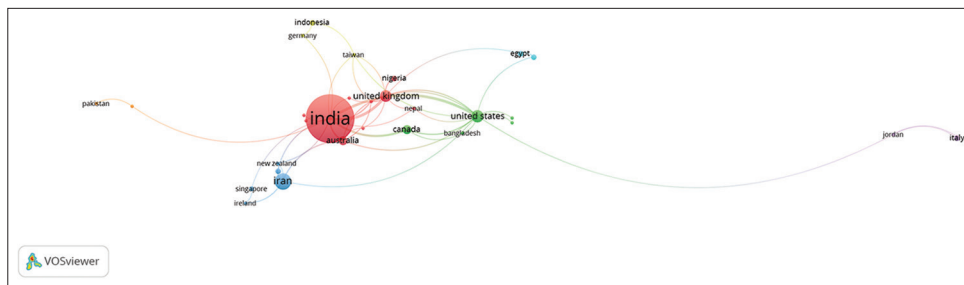 indonesia
germany
taiwan
egypt
nigeria
united kingdom
pakistan
nepal
india
united states
canada
bangladesh
australia
jordan
italy
new zealand
iran
singapore
ireland
VOSviewer